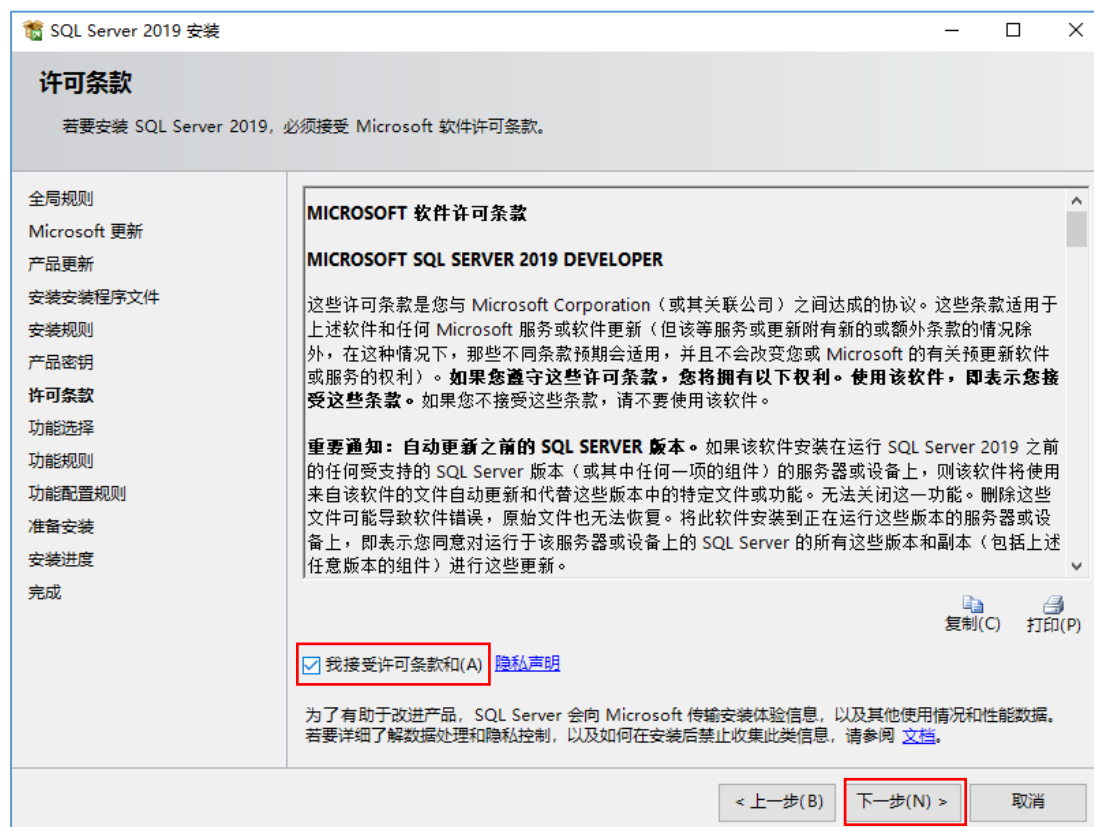 SQL Server 2019 安装
许可条款
若要安装 SQL Server 2019，必须接受 Microsoft 软件许可条款。
全局规则
Microsoft 更新
产品更新
安装安装程序文件
安装规则
产品密钥
许可条款
功能选择
功能规则
功能配置规则
准备安装
安装进度
完成
MICROSOFT 软件许可条款
MICROSOFT SQL SERVER 2019 DEVELOPER
这些许可条款是您与 Microsoft Corporation（或其关联公司）之间达成的协议。这些条款适用于
上述软件和任何 Microsoft 服务或软件更新（但该等服务或更新附有新的或额外条款的情况除
外，在这种情况下，那些不同条款预期会适用，并且不会改变您或 Microsoft 的有关预更新软件
或服务的权利）。如果您遵守这些许可条款，您将拥有以下权利。使用该软件，即表示您接
受这些条款。如果您不接受这些条款，请不要使用该软件。
重要通知：自动更新之前的 SQL SERVER 版本。如果该软件安装在运行 SQL Server 2019 之前
的任何受支持的 SQL Server 版本（或其中任何一项的组件）的服务器或设备上，则该软件将使用
来自该软件的文件自动更新和代替这些版本中的特定文件或功能。无法关闭这一功能。删除这些
文件可能导致软件错误，原始文件也无法恢复。将此软件安装到正在运行这些版本的服务器或设
备上，即表示您同意对运行于该服务器或设备上的 SQL Server 的所有这些版本和副本（包括上述
任意版本的组件）进行这些更新。
复制(C) 打印(P)
我接受许可条款和(A) 隐私声明
为了有助于改进产品，SQL Server 会向 Microsoft 传输安装体验信息，以及其他使用情况和性能数据。
若要详细了解数据处理和隐私控制，以及如何在安装后禁止收集此类信息，请参阅 文档。
< 上一步(B) 下一步(N) > 取消